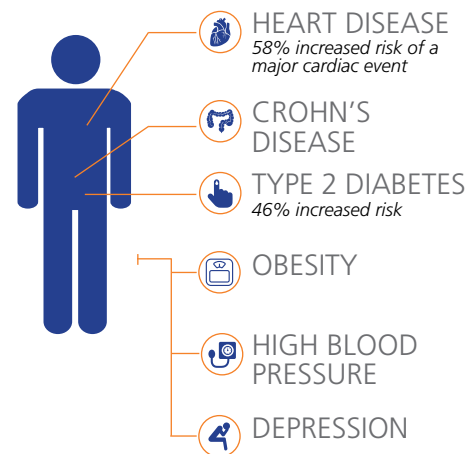 HEART DISEASE
58% increased risk of a
major cardiac event
CROHN'S
DISEASE
TYPE 2 DIABETES
46% increased risk
OBESITY
HIGH BLOOD
PRESSURE
DEPRESSION